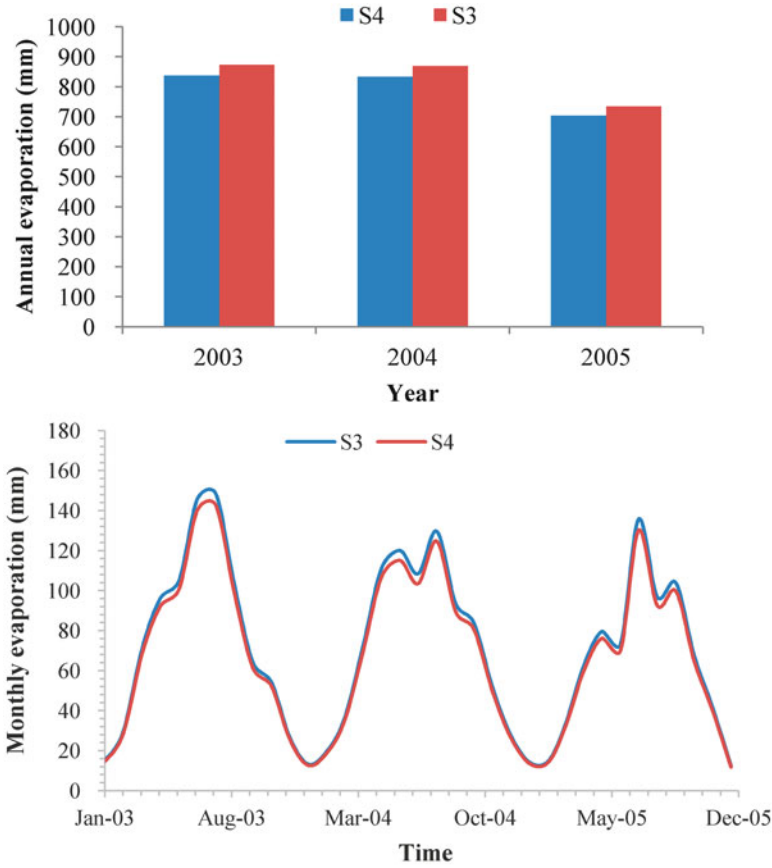 S4 S3
1000
900
800
700
600
500
400
300
200
100
0
Annual evaporation (mm)
2003 2004 2005
Year
S3 S4
180
160
140
120
100
80
60
40
20
0
Monthly evaporation (mm)
Jan-03 Aug-03 Mar-04 Oct-04 May-05 Dec-05
Time